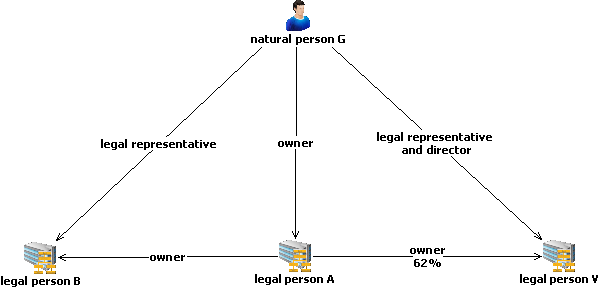 natural person G
legal representative
owner
legal representative
and director
owner
owner
62%
legal person B
legal person A
legal person V